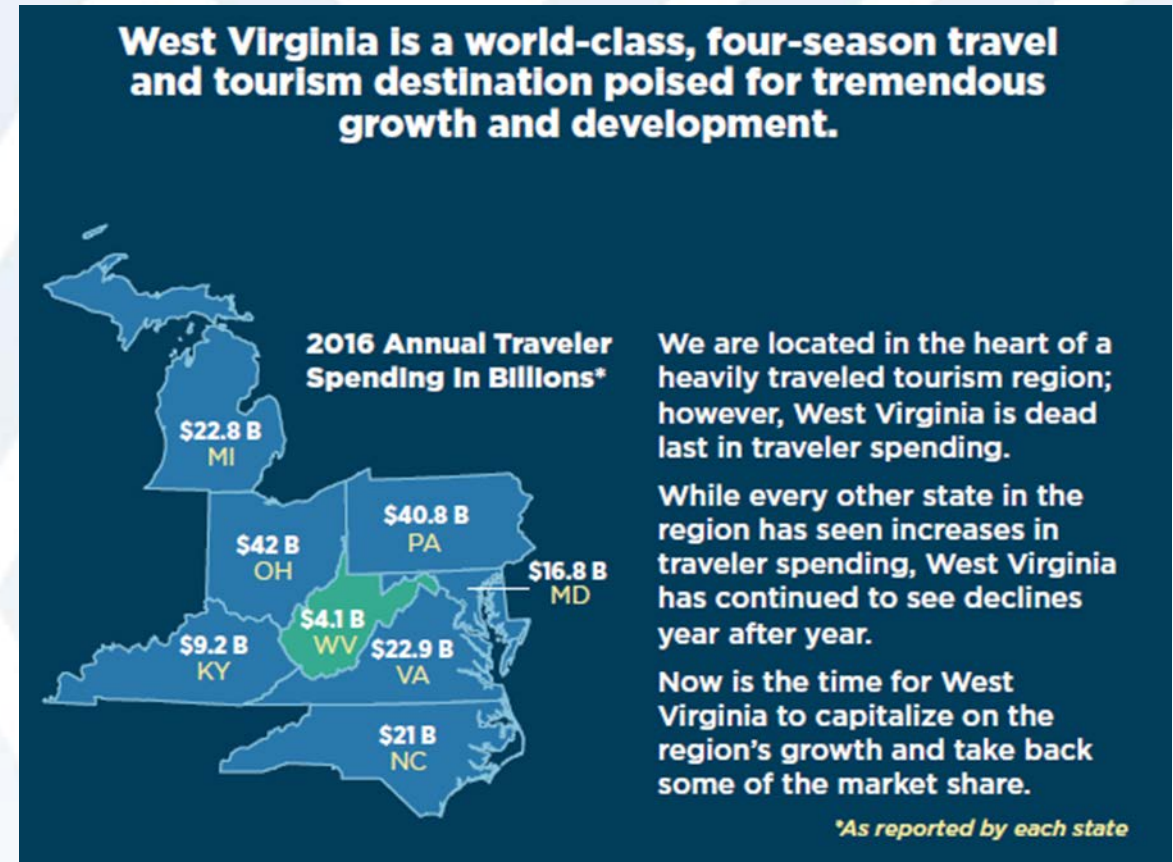 West Virginia is a world-class, four-season travel
and tourism destination poised for tremendous
growth and development.
2016 Annual Traveler
Spending in Billions*
$22.8 B
MI
$42 B
OH
$40.8 B
PA
$16.8 B
MD
$4.1 B
WV
$9.2 B
KY
$22.9 B
VA
$21 B
NC
We are located in the heart of a
heavily traveled tourism region;
however, West Virginia is dead
last in traveler spending.
While every other state in the
region has seen increases in
traveler spending, West Virginia
has continued to see declines
year after year.
Now is the time for West
Virginia to capitalize on the
region's growth and take back
some of the market share.
*As reported by each state